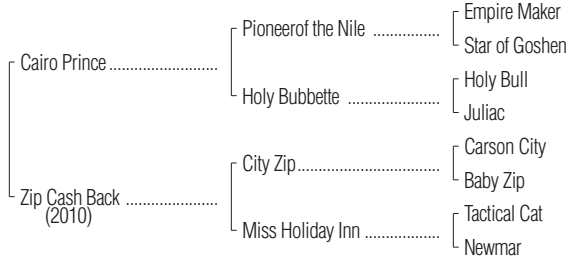 Empire Maker
Pioneerof the Nile ..................
Star of Goshen
Cairo Prince ..........................
Holy Bull
Holy Bubbette ........................
Juliac
Carson City
City Zip....................................
Baby Zip
Zip Cash Back ......................
(2010)
Tactical Cat
Miss Holiday Inn ...................
Newmar